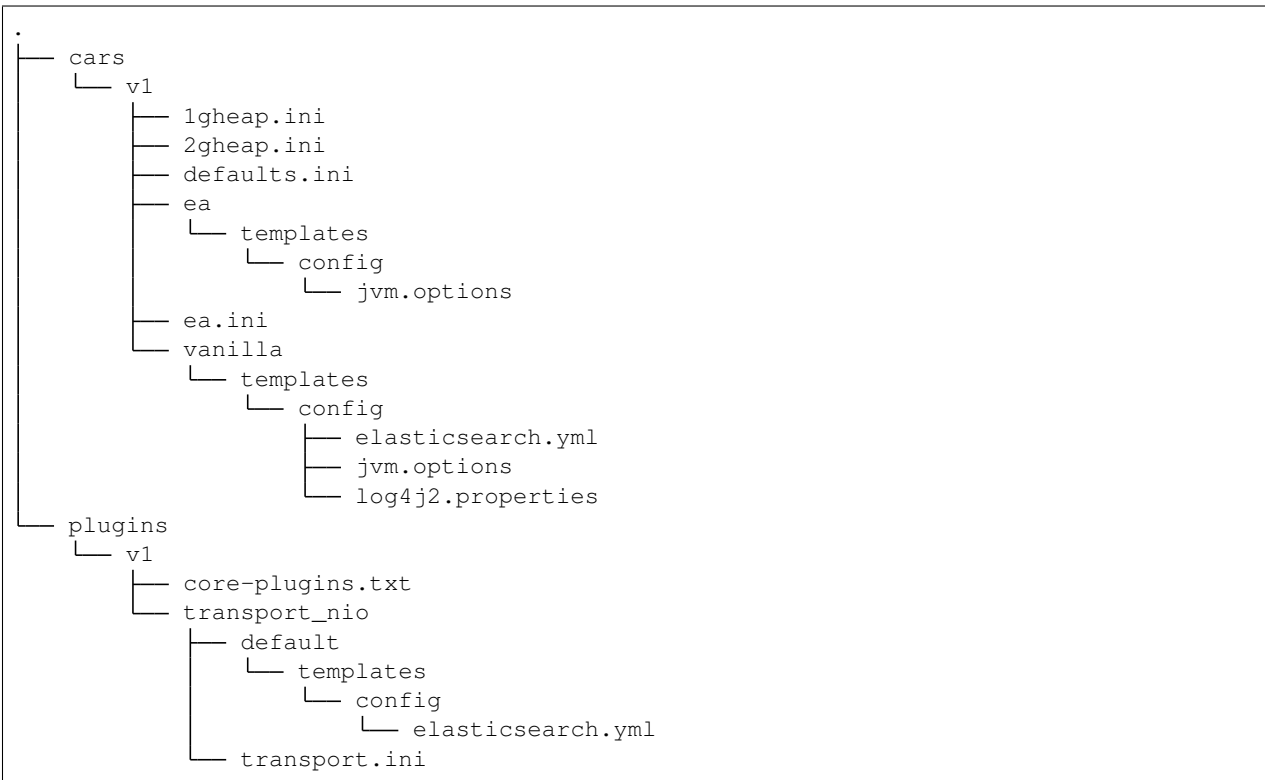 .
├── cars
│   └── v1
│       ├── 1gheap.ini
│       ├── 2gheap.ini
│       ├── defaults.ini
│       ├── ea
│       │   └── templates
│       │       └── config
│       │           └── jvm.options
│       ├── ea.ini
│       └── vanilla
│           └── templates
│               └── config
│                   ├── elasticsearch.yml
│                   ├── jvm.options
│                   └── log4j2.properties
└── plugins
    └── v1
        ├── core-plugins.txt
        └── transport_nio
            ├── default
            │   └── templates
            │       └── config
            │           └── elasticsearch.yml
            └── transport.ini